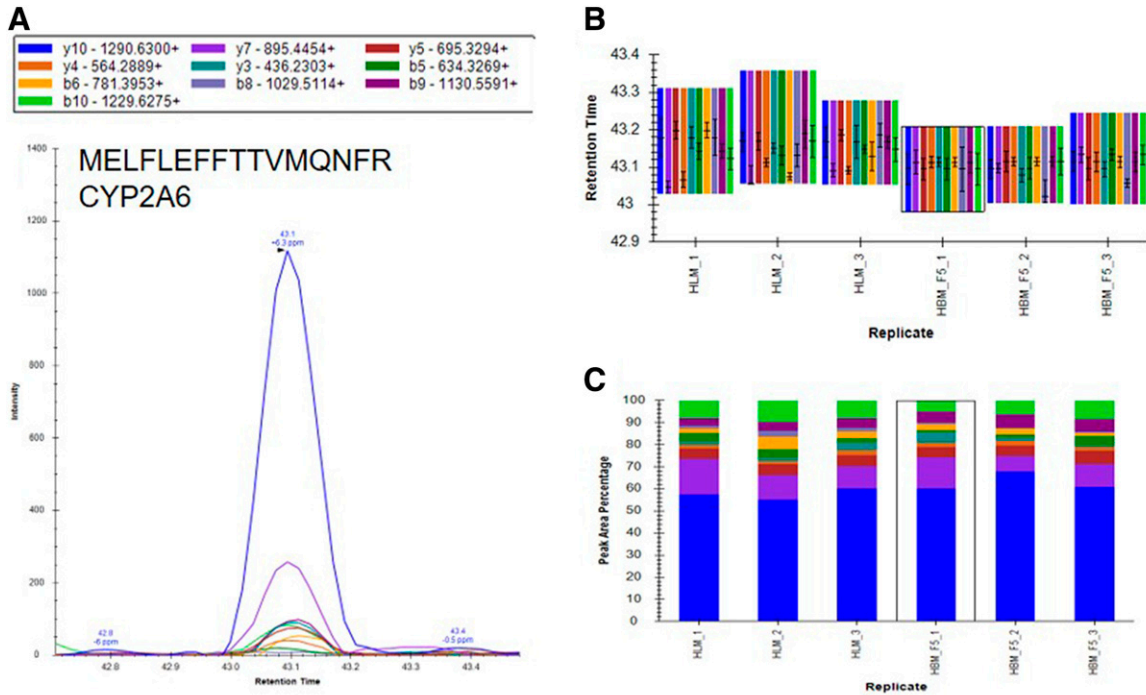 A
y10 - 1290.6300+ y7 - 895.4454+ y5 - 695.3294+
y4 - 564.2889+ y3 - 436.2303+ b5 - 634.3269+
b6 - 781.3953+ b8 - 1029.5114+ b9 - 1130.5591+
b10 - 1229.6275+
MELFLEFFTTVMQNFR
CYP2A6
1400
1200
1000
800
600
400
200
0
Intensity
43.1
+6.3 ppm
42.8
-6 ppm
43.4
-0.5 ppm
42.8 42.9 43.0 43.1 43.2 43.3 43.4
Retention Time
B
43.4
43.3
43.2
43.1
43
42.9
Retention Time
HLM_1 HLM_2 HLM_3 HBM_F5_1 HBM_F5_2 HBM_F5_3
Replicate
C
100
90
80
70
60
50
40
30
20
10
0
Peak Area Percentage
HLM_1 HLM_2 HLM_3 HBM_F5_1 HBM_F5_2 HBM_F5_3
Replicate